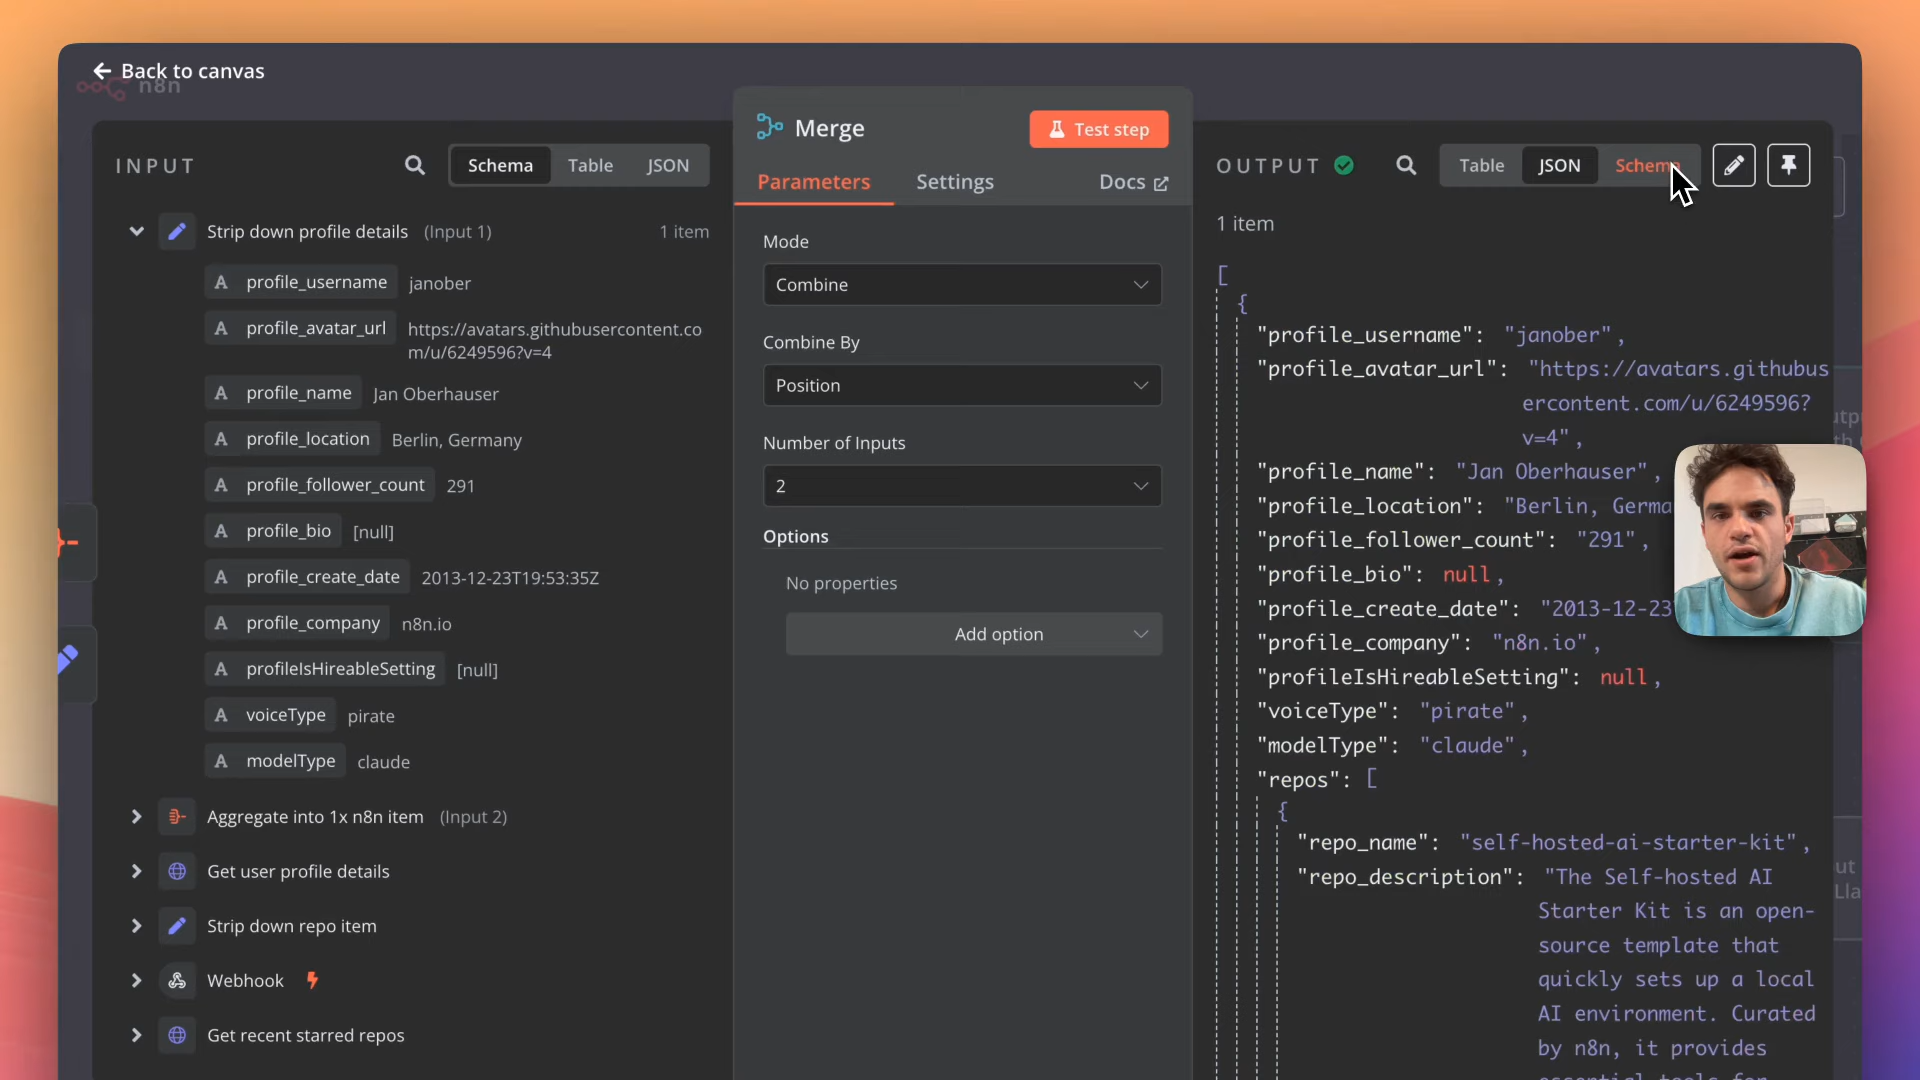 Back to canvas
n8n
INPUT
Schema
Table
JSON
Strip down profile details (Input 1) 1 item
A profile_username janober
A profile_avatar_url https://avatars.githubusercontent.co
m/u/6249596?v=4
A profile_name Jan Oberhauser
A profile_location Berlin, Germany
A profile_follower_count 291
A profile_bio [null]
A profile_create_date 2013-12-23T19:53:35Z
A profile_company n8n.io
A profileIsHireableSetting [null]
A voiceType pirate
A modelType claude
Aggregate into 1x n8n item (Input 2)
Get user profile details
Strip down repo item
Webhook
Get recent starred repos
Merge
Test step
Parameters
Settings
Docs
Mode
Combine
Combine By
Position
Number of Inputs
2
Options
No properties
Add option
OUTPUT
Table
JSON
Schema
1 item
[
{
"profile_username": "janober",
"profile_avatar_url": "https://avatars.githubus
ercontent.com/u/6249596?
v=4",
"profile_name": "Jan Oberhauser",
"profile_location": "Berlin, Germa
"profile_follower_count": "291",
"profile_bio": null,
"profile_create_date": "2013-12-23
"profile_company": "n8n.io",
"profileIsHireableSetting": null,
"voiceType": "pirate",
"modelType": "claude",
"repos": [
{
"repo_name": "self-hosted-ai-starter-kit",
"repo_description": "The Self-hosted AI
Starter Kit is an open-
source template that
quickly sets up a local
AI environment. Curated
by n8n, it provides
essential tools for